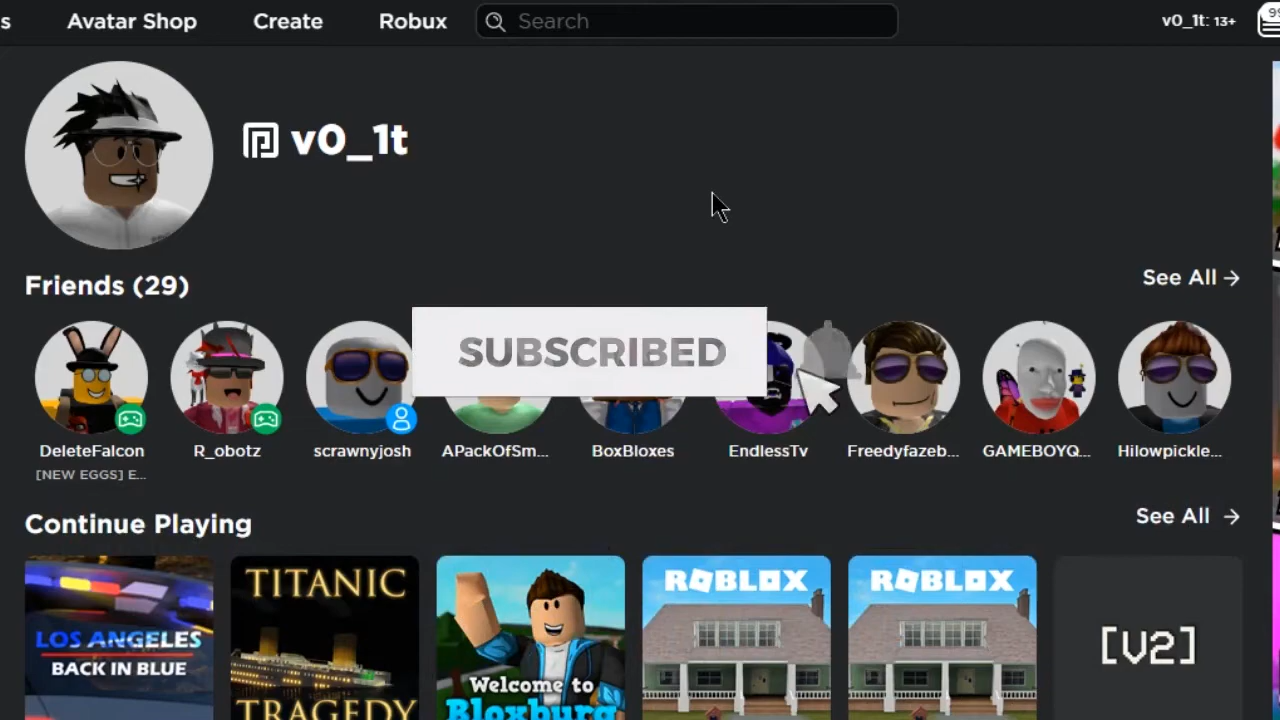 s Avatar Shop Create Robux Search v0_1t: 13+ 99
v0_1t
Friends (29) See All →
SUBSCRIBED
DeleteFalcon R_obotz scrawnyjosh APackOfSm... BoxBloxes EndlessTv Freedyfazeb... GAMEBOYQ... Hilowpickle...
[NEW EGGS] E...
Continue Playing See All →
LOS ANGELES
BACK IN BLUE
TITANIC
TRAGEDY
Welcome to
Bloxburg
ROBLOX
ROBLOX
[V2]